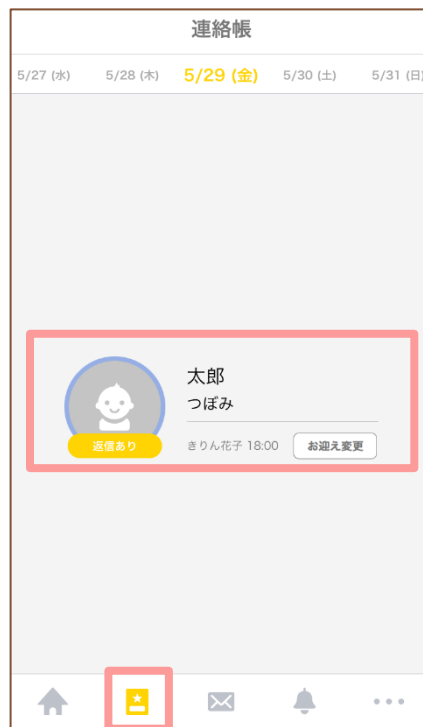 連絡帳
5/27 (水) 5/28 (木) 5/29 (金) 5/30 (土) 5/31 (日)
太郎
つぼみ
返信あり きりん花子 18:00 お迎え変更